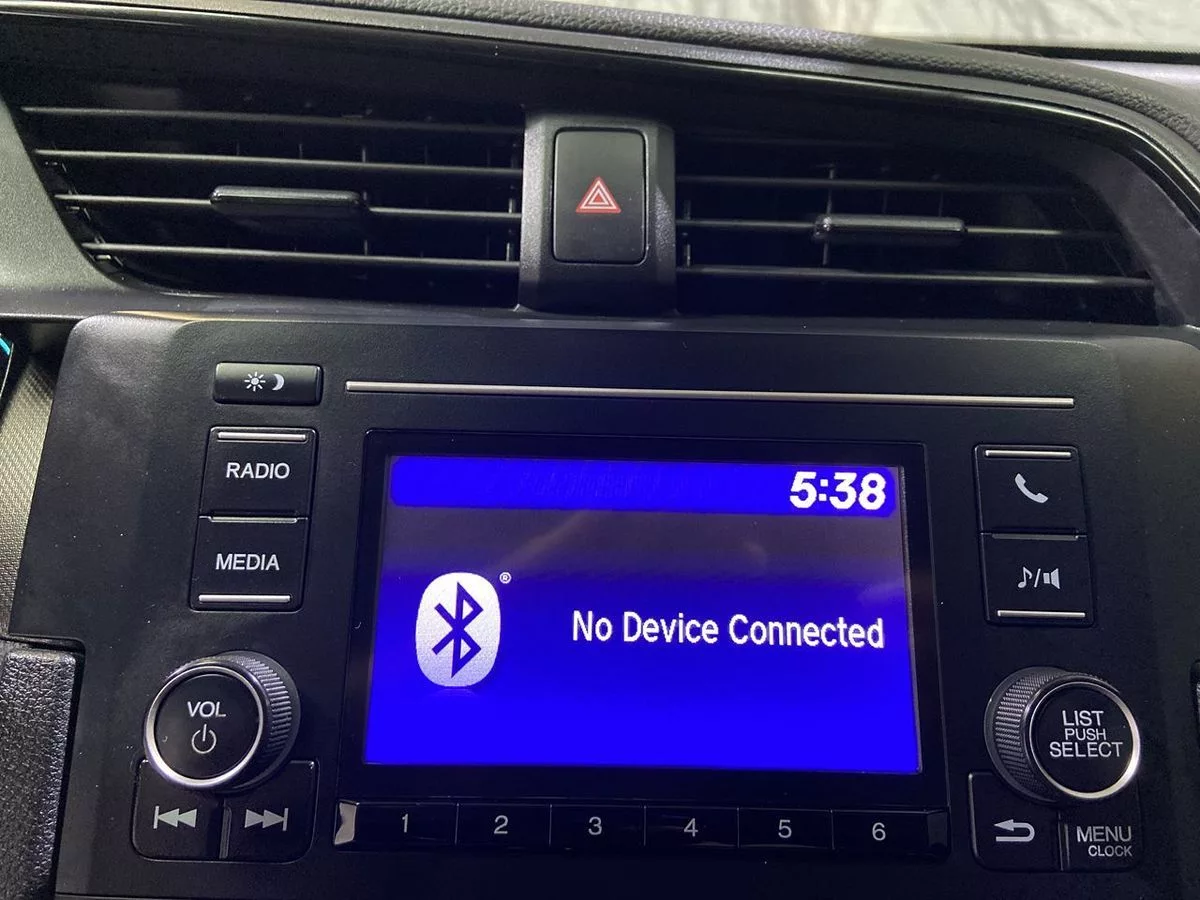 RADIO
MEDIA
VOL
5:38
®
No Device Connected
LIST
PUSH
SELECT
1 2 3 4 5 6
MENU
CLOCK